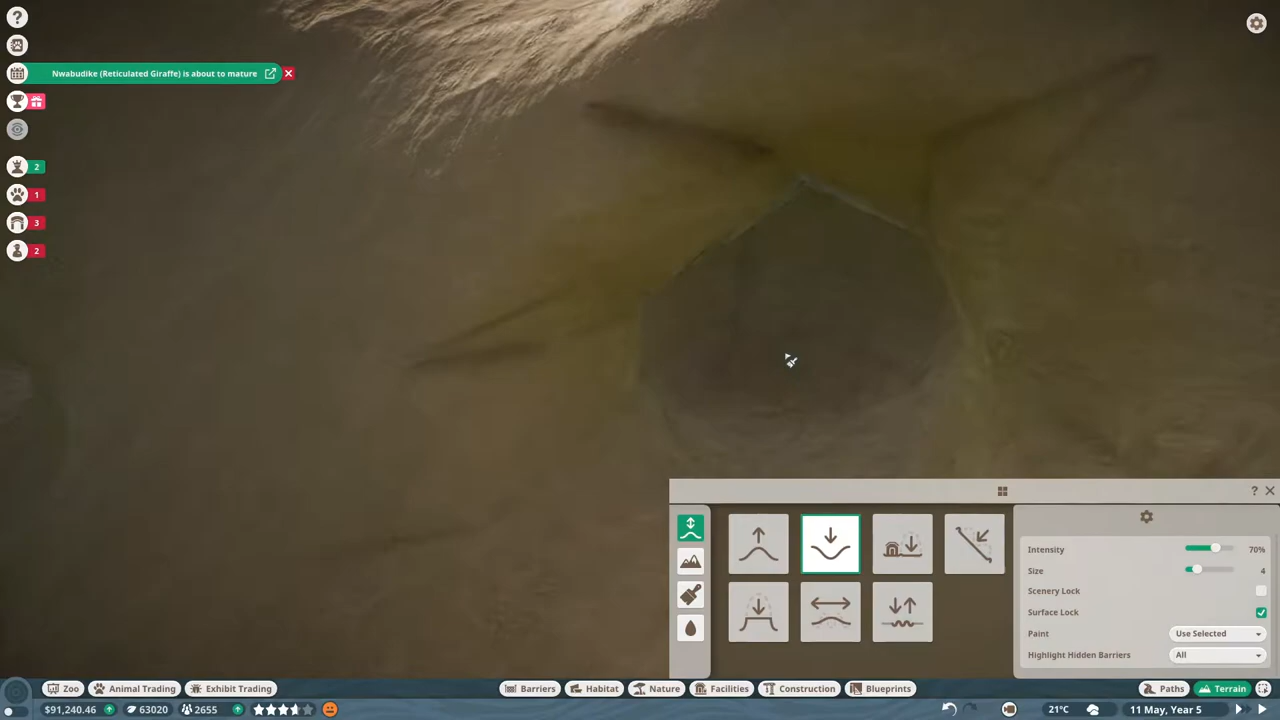 ?
Nwabudike (Reticulated Giraffe) is about to mature
2
1
3
2
?
Intensity 70%
Size 4
Scenery Lock
Surface Lock
Paint Use Selected
Highlight Hidden Barriers All
Zoo Animal Trading Exhibit Trading Barriers Habitat Nature Facilities Construction Blueprints Paths Terrain
$91,240.46 63020 2655 21°C 11 May, Year 5